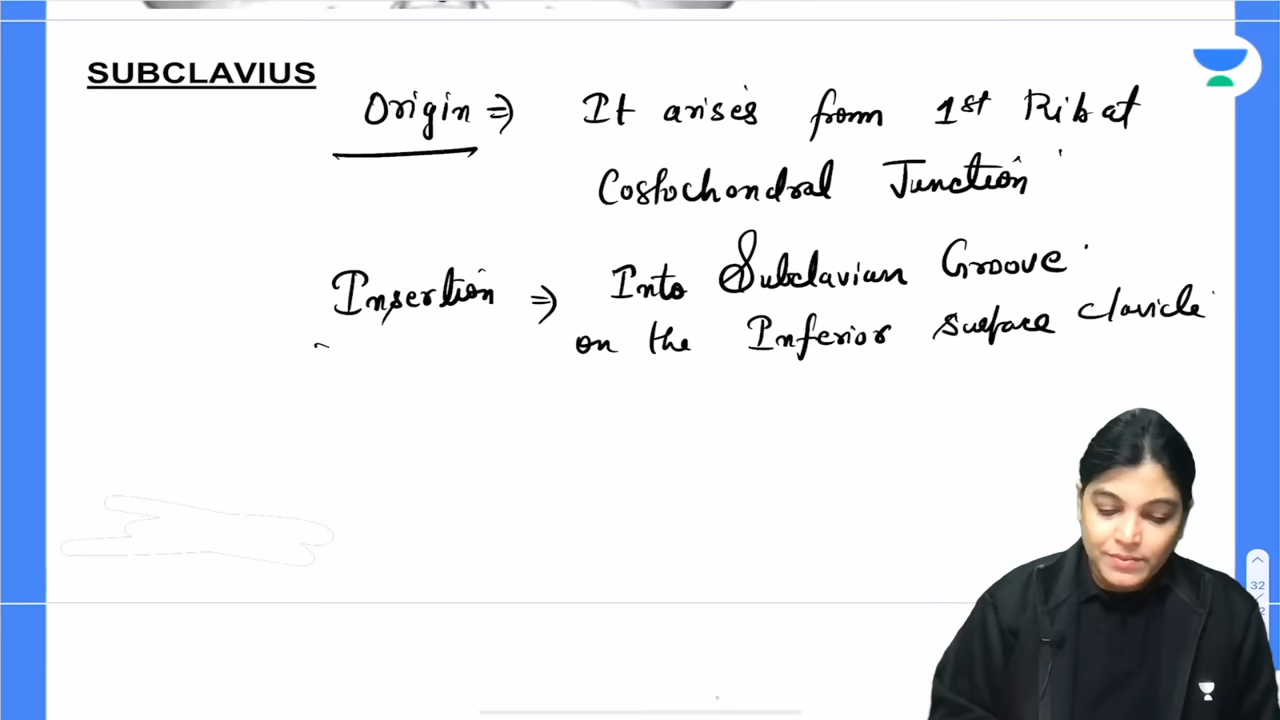 SUBCLAVIUS
Origin ⇒ It arises from 1st Rib at
Costochondral Junction
Insertion ⇒ Into Subclavian Groove
on the Inferior surface clavicle
32